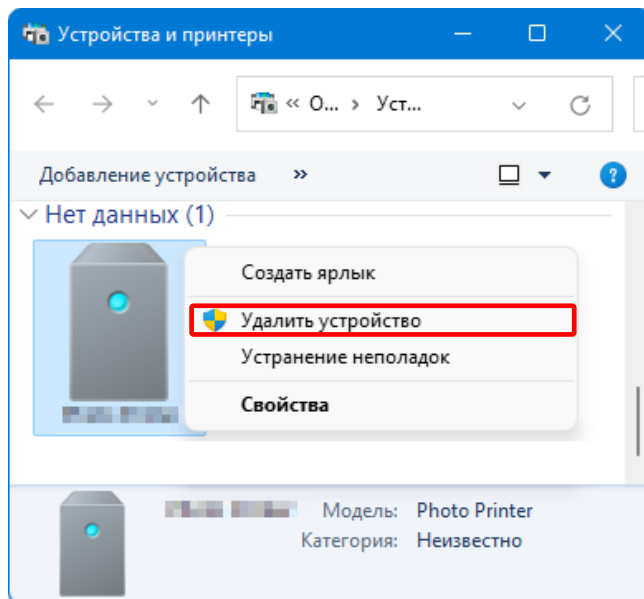 Устройства и принтеры
« О... › Уст...
Добавление устройства »
Нет данных (1)
Создать ярлык
Удалить устройство
Устранение неполадок
Свойства
Модель: Photo Printer
Категория: Неизвестно